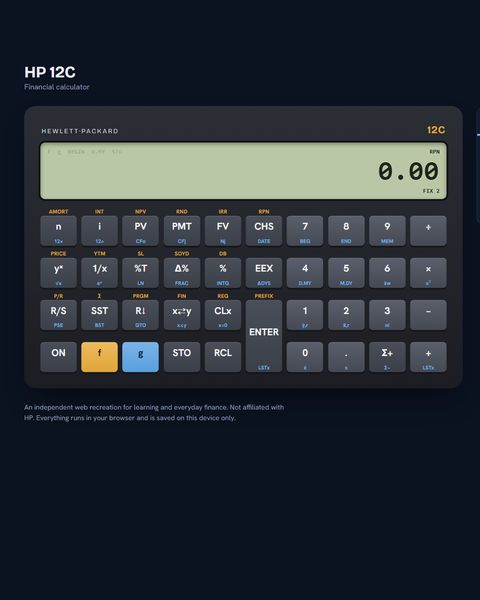 HP 12C
Financial calculator
HEWLETT·PACKARD 12C
f g BEGIN D.MY STO RPN
0.00
FIX 2
AMORT INT NPV RND IRR RPN
n i PV PMT FV CHS 7 8 9 ÷
12× 12÷ CFo CFj Nj DATE BEG END MEM
PRICE YTM SL SOYD DB
yˣ 1/x %T Δ% % EEX 4 5 6 ×
√x eˣ LN FRAC INTG ΔDYS D.MY M.DY x̄w x²
P/R Σ PRGM FIN REG PREFIX
R/S SST R↓ x⇄y CLx ENTER 1 2 3 −
PSE BST GTO x≤y x=0 x̂,r ŷ,r n!
ON f g STO RCL 0 . Σ+ +
LSTx x̄ s Σ− LSTx
An independent web recreation for learning and everyday finance. Not affiliated with
HP. Everything runs in your browser and is saved on this device only.